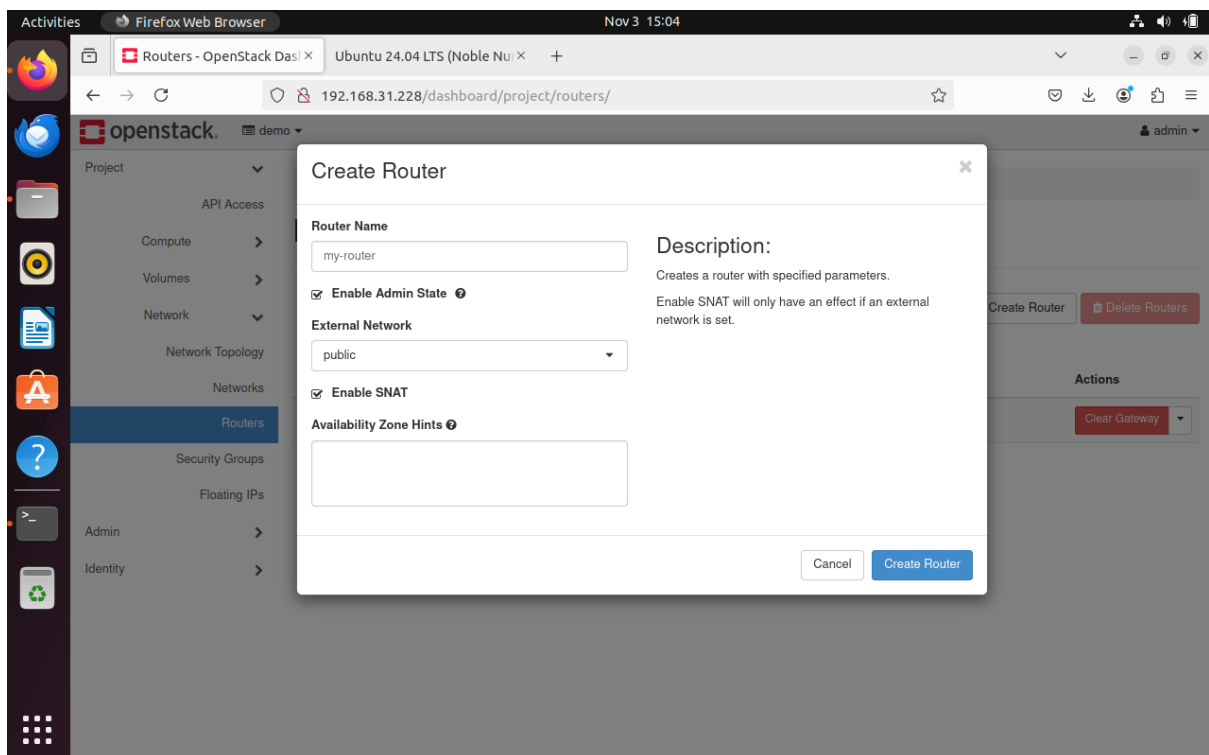 Activities
Firefox Web Browser
Nov 3 15:04
Routers - OpenStack Das
Ubuntu 24.04 LTS (Noble Nu
192.168.31.228/dashboard/project/routers/
openstack.
demo
admin
Project
API Access
Compute
Volumes
Network
Network Topology
Networks
Routers
Security Groups
Floating IPs
Admin
Identity
Create Router
Router Name
my-router
Enable Admin State
External Network
public
Enable SNAT
Availability Zone Hints
Description:
Creates a router with specified parameters.
Enable SNAT will only have an effect if an external
network is set.
Cancel
Create Router
Create Router
Delete Routers
Actions
Clear Gateway